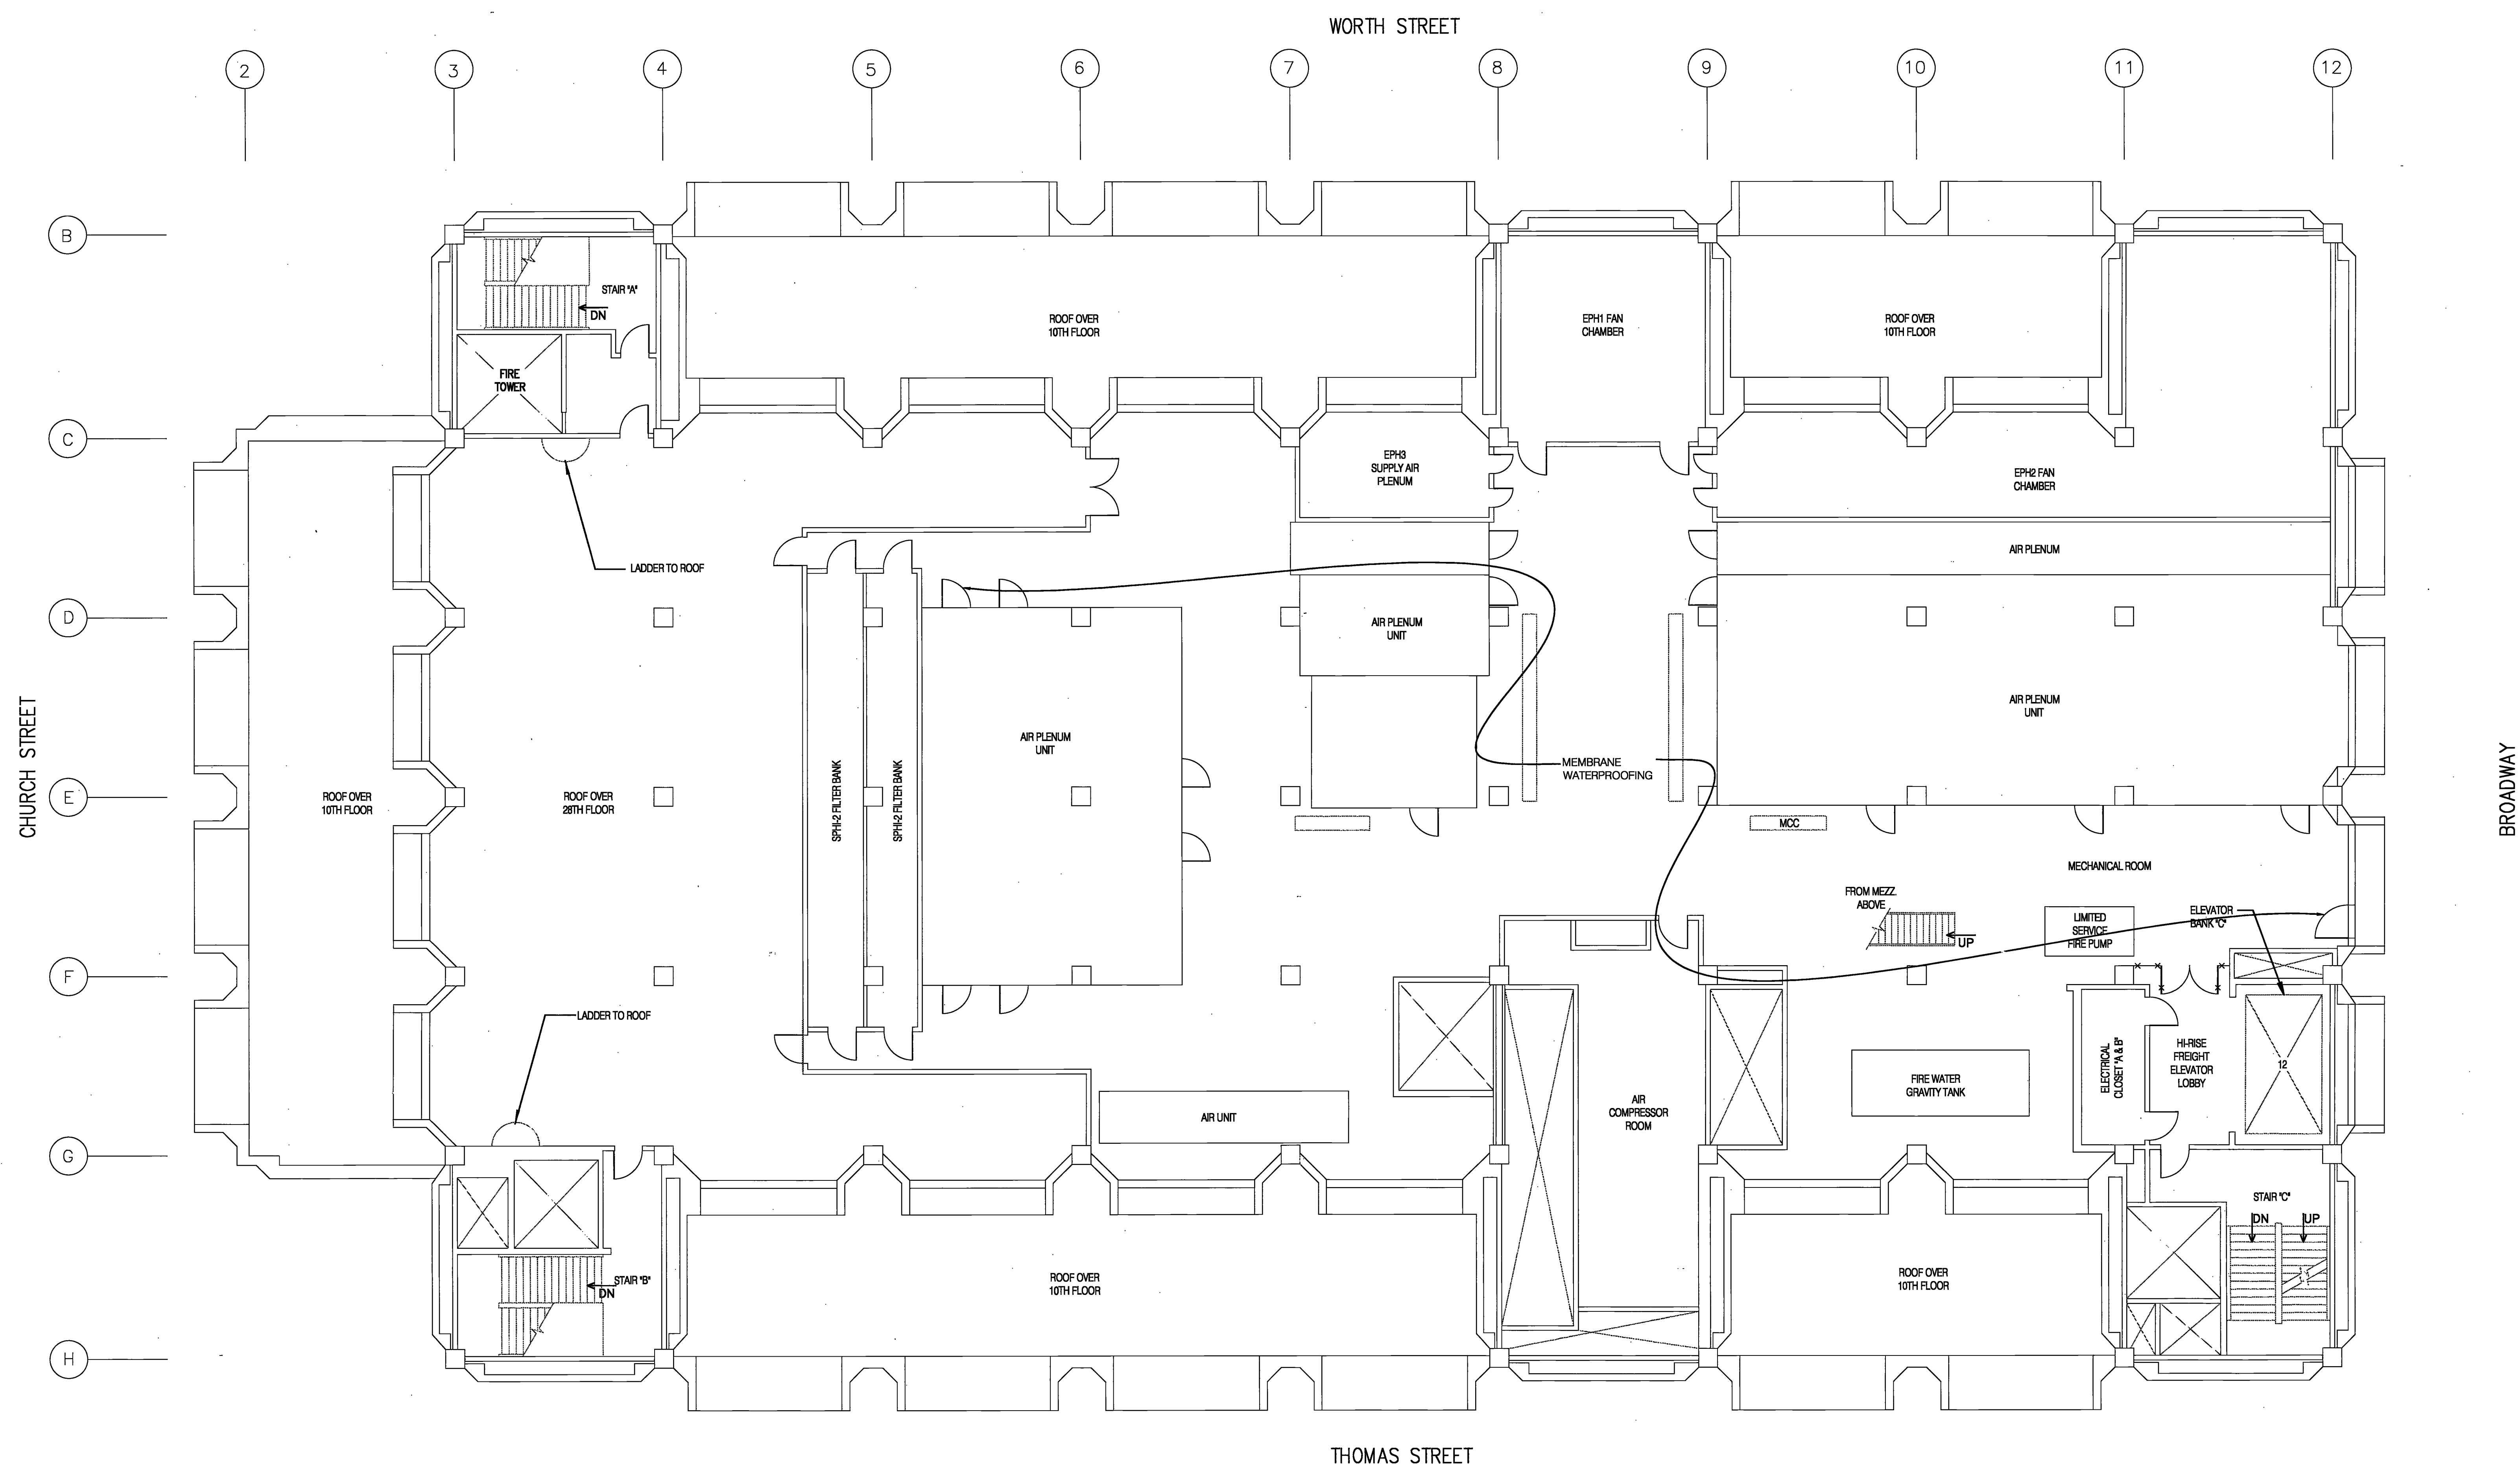 WORTH STREET
2
3
4
5
6
7
8
9
10
11
12
B
C
D
E
F
G
H
CHURCH STREET
BROADWAY
STAIR "A"
DN
FIRE
TOWER
ROOF OVER
10TH FLOOR
EPH1 FAN
CHAMBER
ROOF OVER
10TH FLOOR
EPH3
SUPPLY AIR
PLENUM
EPH2 FAN
CHAMBER
LADDER TO ROOF
AIR PLENUM
AIR PLENUM
UNIT
AIR PLENUM
UNIT
AIR PLENUM
UNIT
MEMBRANE
WATERPROOFING
ROOF OVER
10TH FLOOR
ROOF OVER
28TH FLOOR
SPHI-2 FILTER BANK
SPHI-2 FILTER BANK
MCC
MECHANICAL ROOM
FROM MEZZ.
ABOVE
UP
LIMITED
SERVICE
FIRE PUMP
ELEVATOR
BANK "C"
LADDER TO ROOF
AIR UNIT
AIR
COMPRESSOR
ROOM
FIRE WATER
GRAVITY TANK
ELECTRICAL
CLOSET "A & B"
HI-RISE
FREIGHT
ELEVATOR
LOBBY
12
STAIR "C"
DN
UP
STAIR "B"
DN
ROOF OVER
10TH FLOOR
ROOF OVER
10TH FLOOR
THOMAS STREET